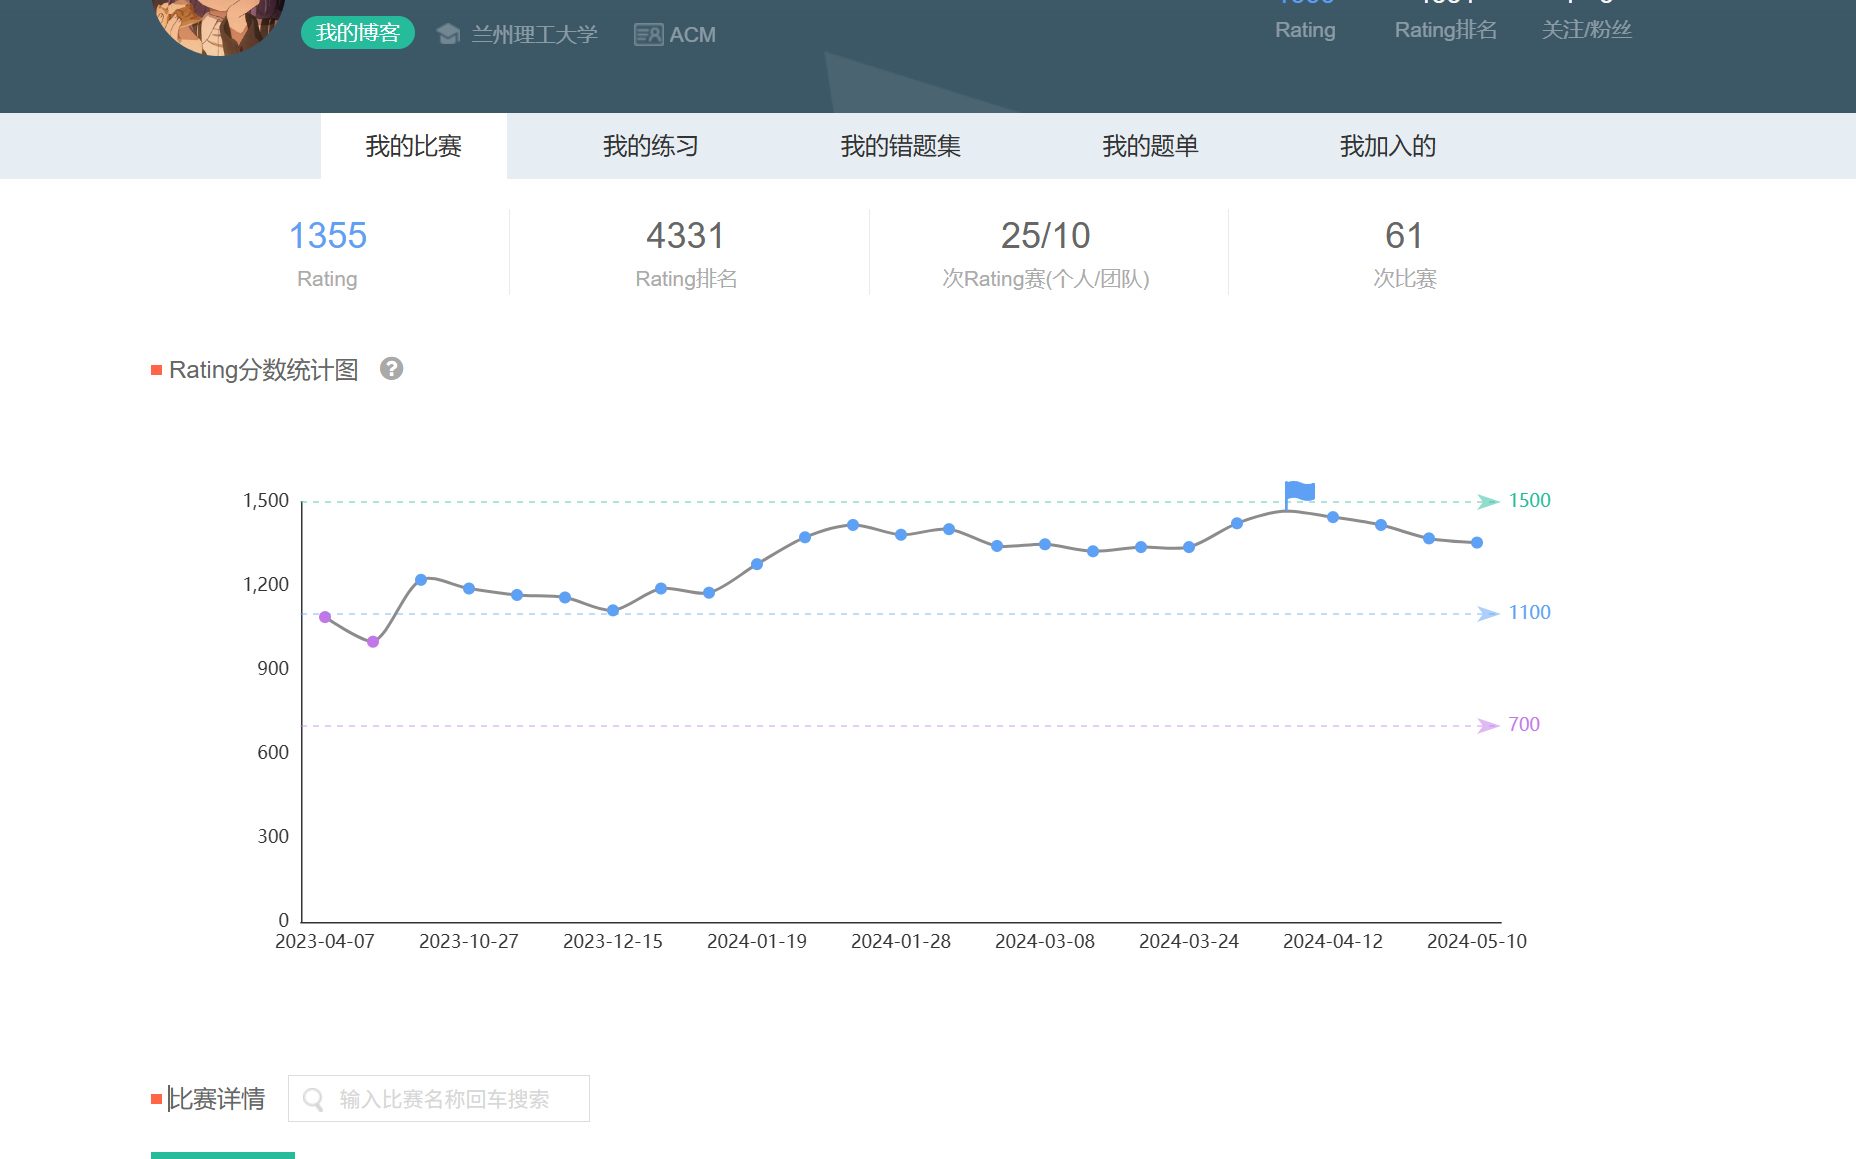 我的博客 兰州理工大学 ACM
Rating Rating排名 关注/粉丝
我的比赛 我的练习 我的错题集 我的题单 我加入的
1355 4331 25/10 61
Rating Rating排名 次Rating赛(个人/团队) 次比赛
Rating分数统计图 ?
1,500 1500
1,200
1100
900
700
600
300
0
2023-04-07 2023-10-27 2023-12-15 2024-01-19 2024-01-28 2024-03-08 2024-03-24 2024-04-12 2024-05-10
比赛详情 输入比赛名称回车搜索